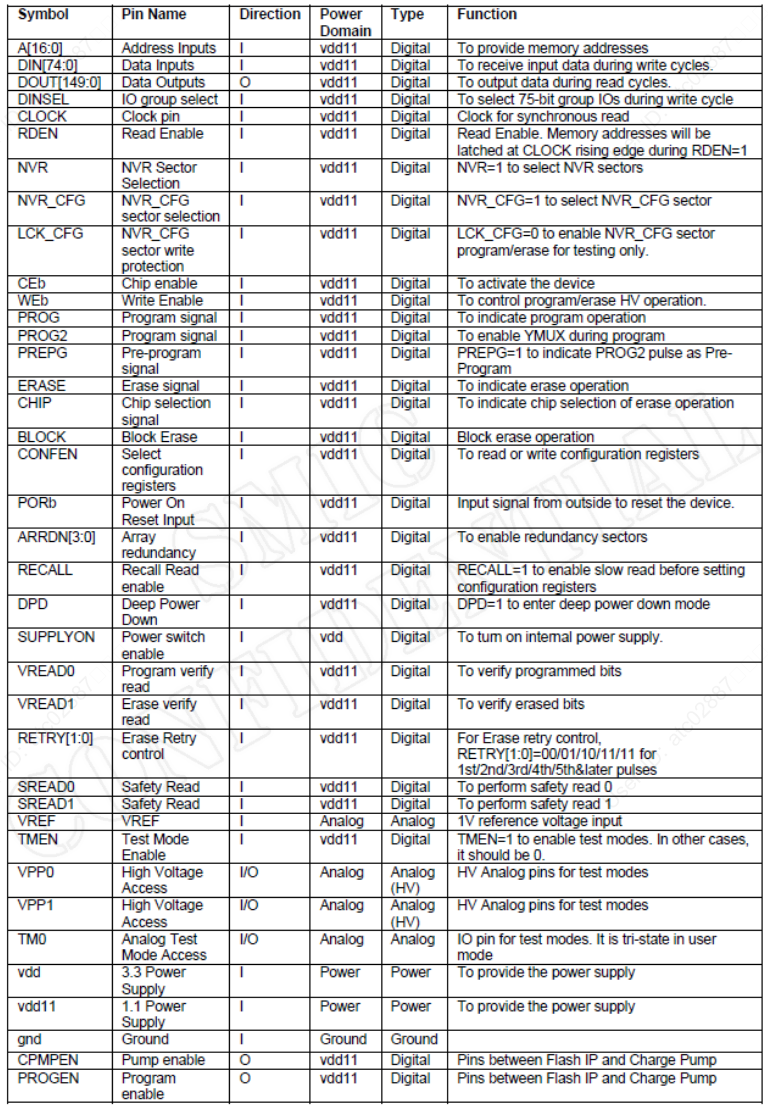 Symbol Pin Name Direction Power Domain Type Function
A[16:0] Address Inputs I vdd11 Digital To provide memory addresses
DIN[74:0] Data Inputs I vdd11 Digital To receive input data during write cycles.
DOUT[149:0] Data Outputs O vdd11 Digital To output data during read cycles.
DINSEL IO group select I vdd11 Digital To select 75-bit group IOs during write cycle
CLOCK Clock pin I vdd11 Digital Clock for synchronous read
RDEN Read Enable I vdd11 Digital Read Enable. Memory addresses will be latched at CLOCK rising edge during RDEN=1
NVR NVR Sector Selection I vdd11 Digital NVR=1 to select NVR sectors
NVR_CFG NVR_CFG sector selection I vdd11 Digital NVR_CFG=1 to select NVR_CFG sector
LCK_CFG NVR_CFG sector write protection I vdd11 Digital LCK_CFG=0 to enable NVR_CFG sector program/erase for testing only.
CEb Chip enable I vdd11 Digital To activate the device
WEb Write Enable I vdd11 Digital To control program/erase HV operation.
PROG Program signal I vdd11 Digital To indicate program operation
PROG2 Program signal I vdd11 Digital To enable YMUX during program
PREPG Pre-program signal I vdd11 Digital PREPG=1 to indicate PROG2 pulse as Pre-Program
ERASE Erase signal I vdd11 Digital To indicate erase operation
CHIP Chip selection signal I vdd11 Digital To indicate chip selection of erase operation
BLOCK Block Erase I vdd11 Digital Block erase operation
CONFEN Select configuration registers I vdd11 Digital To read or write configuration registers
PORb Power On Reset Input I vdd11 Digital Input signal from outside to reset the device.
ARRDN[3:0] Array redundancy I vdd11 Digital To enable redundancy sectors
RECALL Recall Read enable I vdd11 Digital RECALL=1 to enable slow read before setting configuration registers
DPD Deep Power Down I vdd11 Digital DPD=1 to enter deep power down mode
SUPPLYON Power switch enable I vdd Digital To turn on internal power supply.
VREAD0 Program verify read I vdd11 Digital To verify programmed bits
VREAD1 Erase verify read I vdd11 Digital To verify erased bits
RETRY[1:0] Erase Retry control I vdd11 Digital For Erase retry control, RETRY[1:0]=00/01/10/11/11 for 1st/2nd/3rd/4th/5th&later pulses
SREAD0 Safety Read I vdd11 Digital To perform safety read 0
SREAD1 Safety Read I vdd11 Digital To perform safety read 1
VREF VREF I Analog Analog 1V reference voltage input
TMEN Test Mode Enable I vdd11 Digital TMEN=1 to enable test modes. In other cases, it should be 0.
VPP0 High Voltage Access I/O Analog Analog (HV) HV Analog pins for test modes
VPP1 High Voltage Access I/O Analog Analog (HV) HV Analog pins for test modes
TM0 Analog Test Mode Access I/O Analog Analog IO pin for test modes. It is tri-state in user mode
vdd 3.3 Power Supply I Power Power To provide the power supply
vdd11 1.1 Power Supply I Power Power To provide the power supply
gnd Ground I Ground Ground
CPMPEN Pump enable O vdd11 Digital Pins between Flash IP and Charge Pump
PROGEN Program enable O vdd11 Digital Pins between Flash IP and Charge Pump
SMIC
CONFIDENTIAL